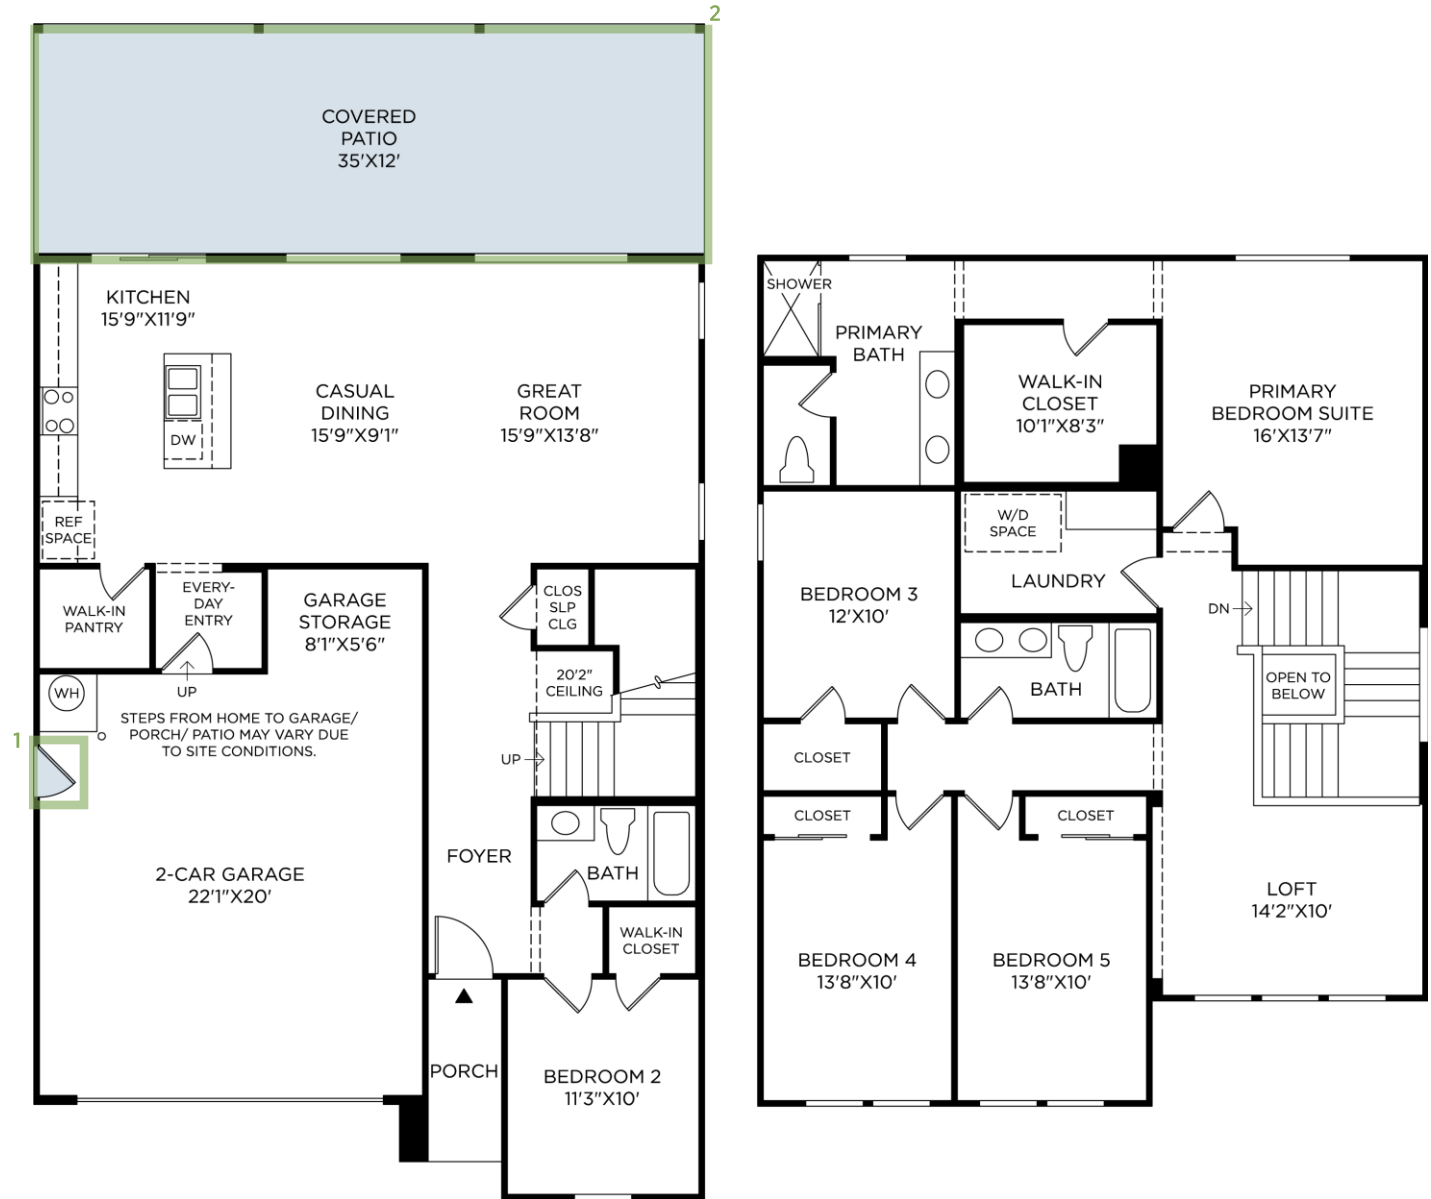 2
COVERED
PATIO
35'X12'
KITCHEN
15'9"X11'9"
DW
CASUAL
DINING
15'9"X9'1"
GREAT
ROOM
15'9"X13'8"
REF
SPACE
WALK-IN
PANTRY
EVERY-
DAY
ENTRY
GARAGE
STORAGE
8'1"X5'6"
CLOS
SLP
CLG
20'2"
CEILING
WH
UP
STEPS FROM HOME TO GARAGE/
PORCH/ PATIO MAY VARY DUE
TO SITE CONDITIONS.
1
UP
2-CAR GARAGE
22'1"X20'
FOYER
BATH
WALK-IN
CLOSET
PORCH
BEDROOM 2
11'3"X10'
SHOWER
PRIMARY
BATH
WALK-IN
CLOSET
10'1"X8'3"
PRIMARY
BEDROOM SUITE
16'X13'7"
W/D
SPACE
LAUNDRY
BEDROOM 3
12'X10'
DN
BATH
OPEN TO
BELOW
CLOSET
CLOSET
CLOSET
LOFT
14'2"X10'
BEDROOM 4
13'8"X10'
BEDROOM 5
13'8"X10'